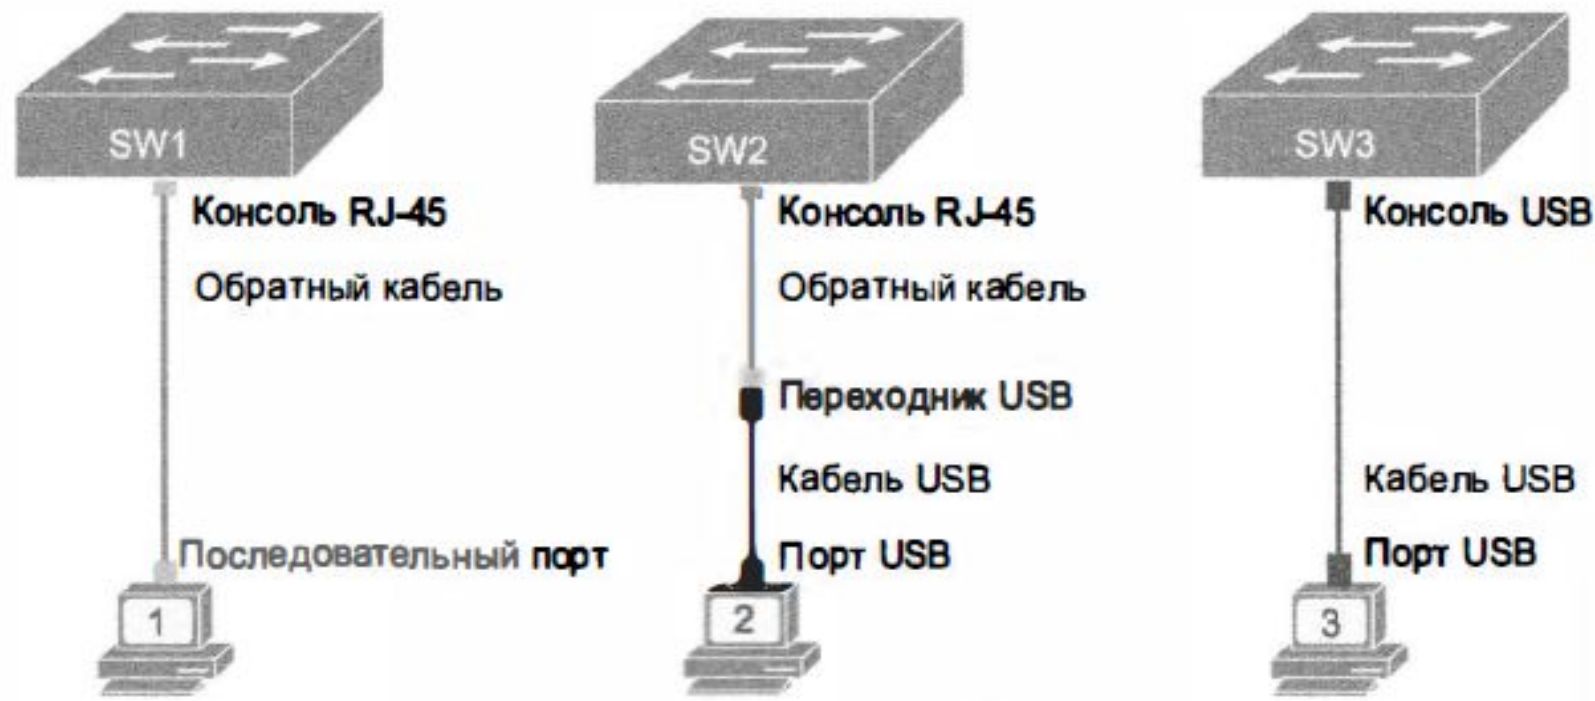 SW1
SW2
SW3
Консоль RJ-45
Консоль RJ-45
Консоль USB
Обратный кабель
Обратный кабель
Переходник USB
Кабель USB
Кабель USB
Последовательный порт
Порт USB
Порт USB
1
2
3